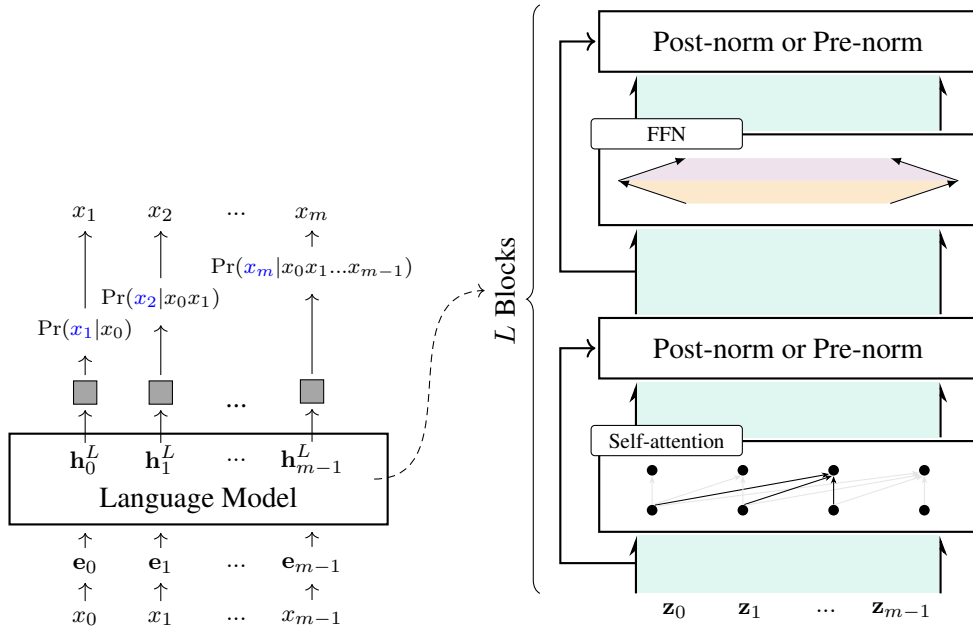 Post-norm or Pre-norm
FFN
x₁ x₂ ... xₘ
Pr(xₘ|x₀x₁...xₘ₋₁)
Pr(x₂|x₀x₁)
Pr(x₁|x₀)
...
h₀ᴸ h₁ᴸ ... hₘ₋₁ᴸ
Language Model
e₀ e₁ ... eₘ₋₁
x₀ x₁ ... xₘ₋₁
L Blocks
Post-norm or Pre-norm
Self-attention
z₀ z₁ ... zₘ₋₁